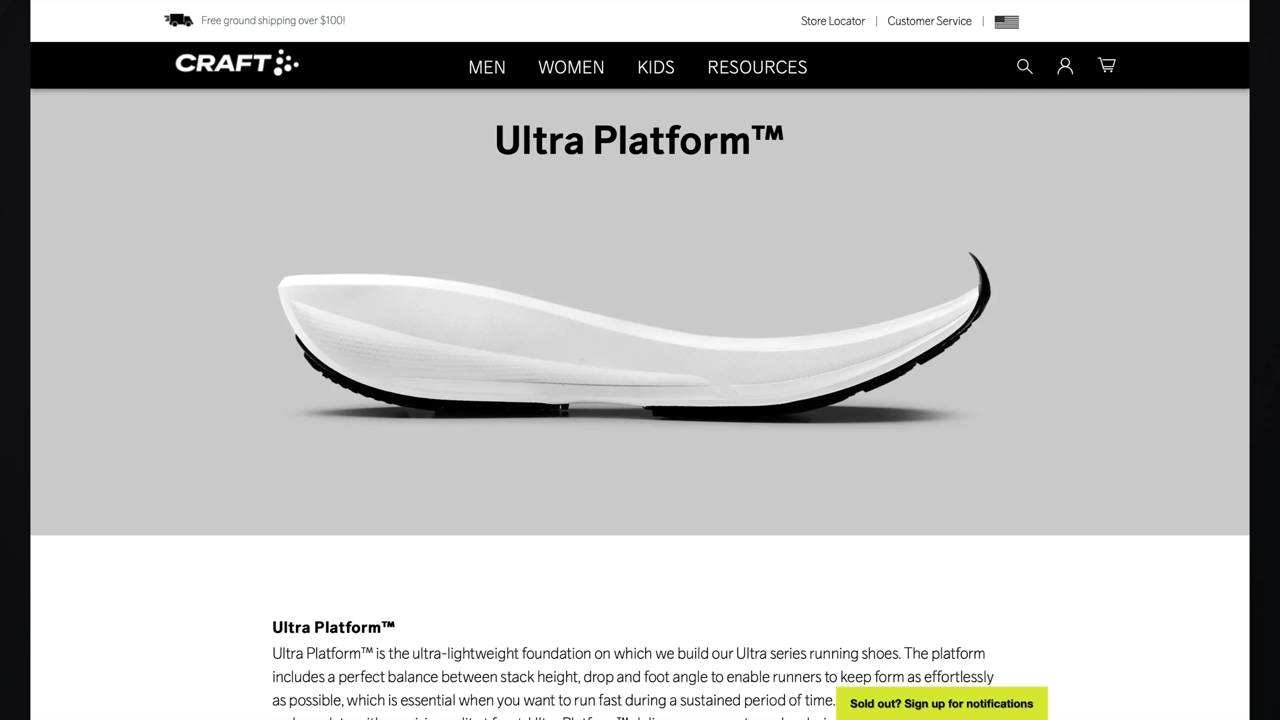 Free ground shipping over $100!
Store Locator | Customer Service |
CRAFT
MEN WOMEN KIDS RESOURCES
Ultra Platform™
Ultra Platform™
Ultra Platform™ is the ultra-lightweight foundation on which we build our Ultra series running shoes. The platform
includes a perfect balance between stack height, drop and foot angle to enable runners to keep form as effortlessly
as possible, which is essential when you want to run fast during a sustained period of time.
Sold out? Sign up for notifications